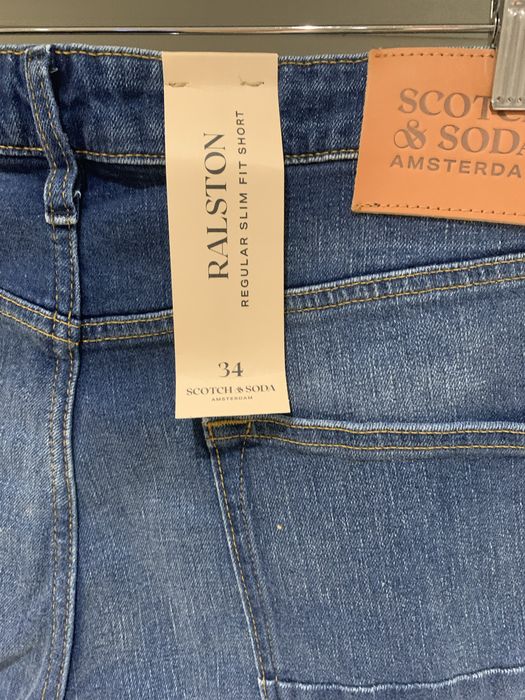 RALSTON
REGULAR SLIM FIT SHORT
34
SCOTCH & SODA
AMSTERDAM
SCOTCH
& SODA
AMSTERDA